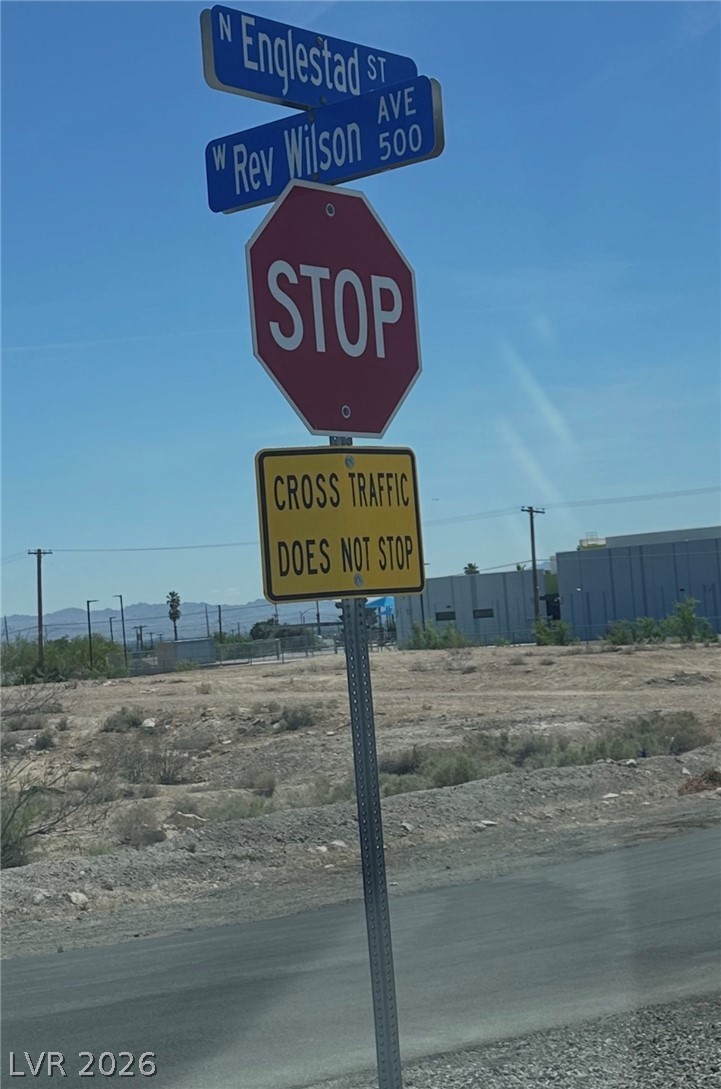 N Englestad ST
W Rev Wilson AVE 500
STOP
CROSS TRAFFIC
DOES NOT STOP
LVR 2026